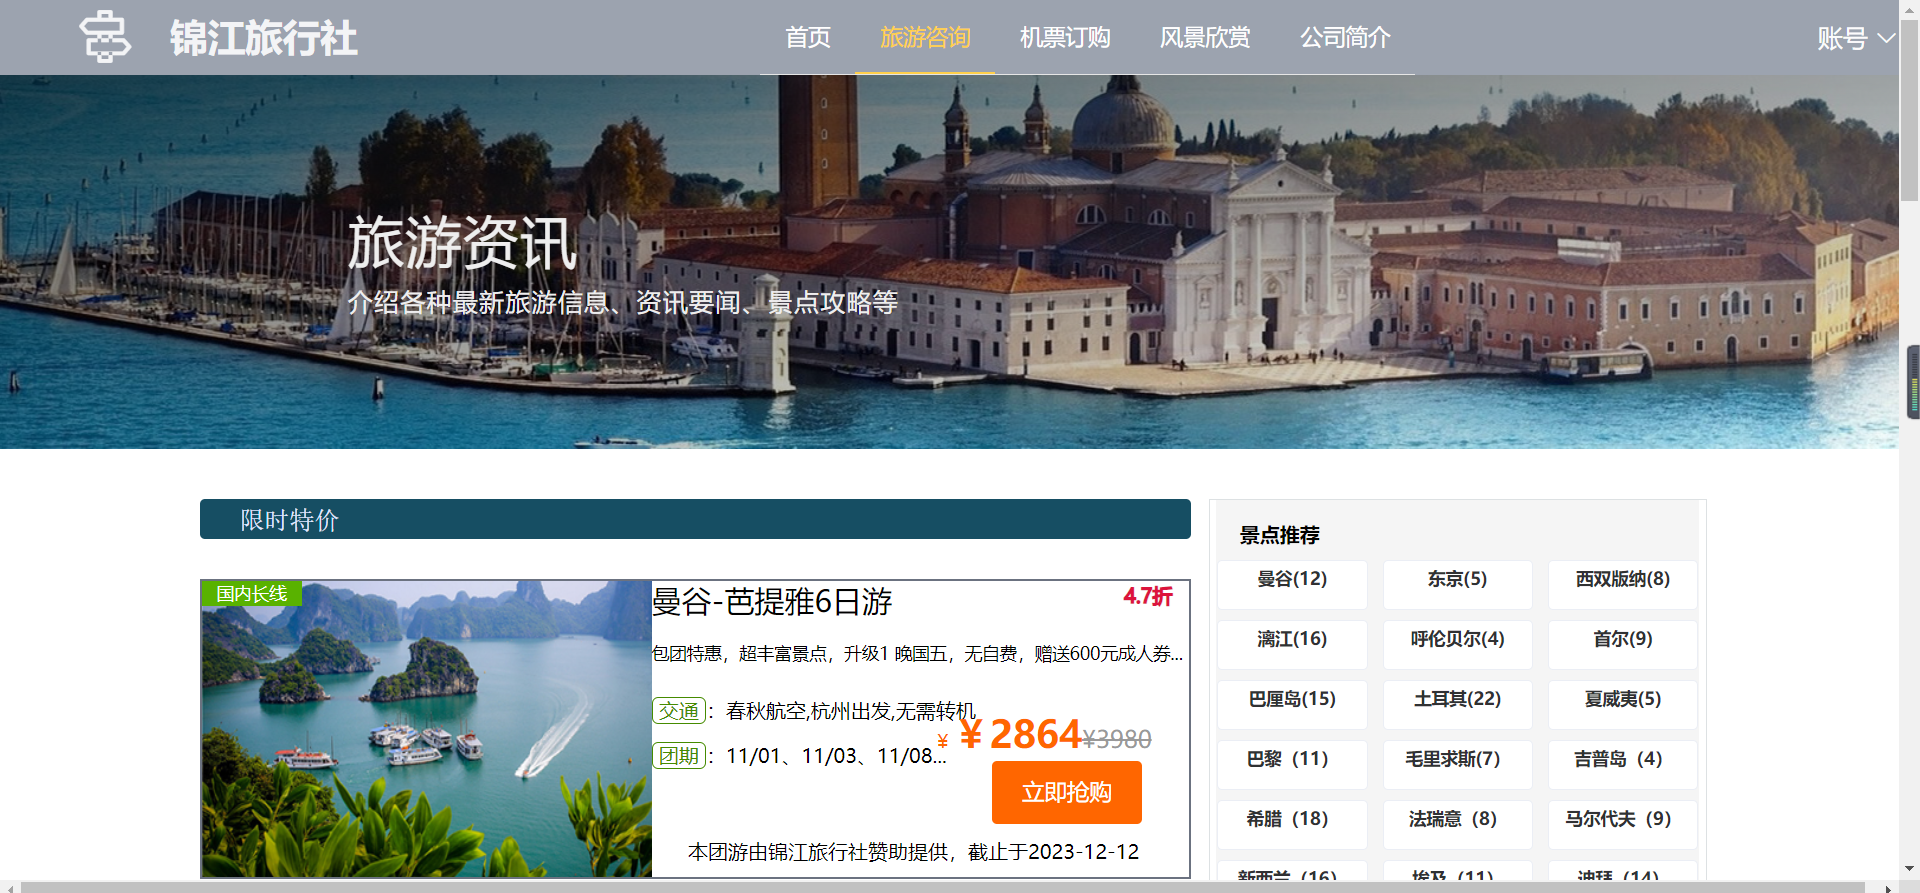 锦江旅行社
首页 旅游咨询 机票订购 风景欣赏 公司简介
账号
旅游资讯
介绍各种最新旅游信息、资讯要闻、景点攻略等
限时特价
国内长线
曼谷-芭提雅6日游
4.7折
包团特惠，超丰富景点，升级1 晚国五，无自费，赠送600元成人券...
交通：春秋航空,杭州出发,无需转机
团期：11/01、11/03、11/08...
¥ ¥2864¥3980
立即抢购
本团游由锦江旅行社赞助提供，截止于2023-12-12
景点推荐
曼谷(12) 东京(5) 西双版纳(8)
漓江(16) 呼伦贝尔(4) 首尔(9)
巴厘岛(15) 土耳其(22) 夏威夷(5)
巴黎（11） 毛里求斯(7) 吉普岛（4）
希腊（18） 法瑞意（8） 马尔代夫（9）
新西兰（16） 埃及（11） 迪拜（14）